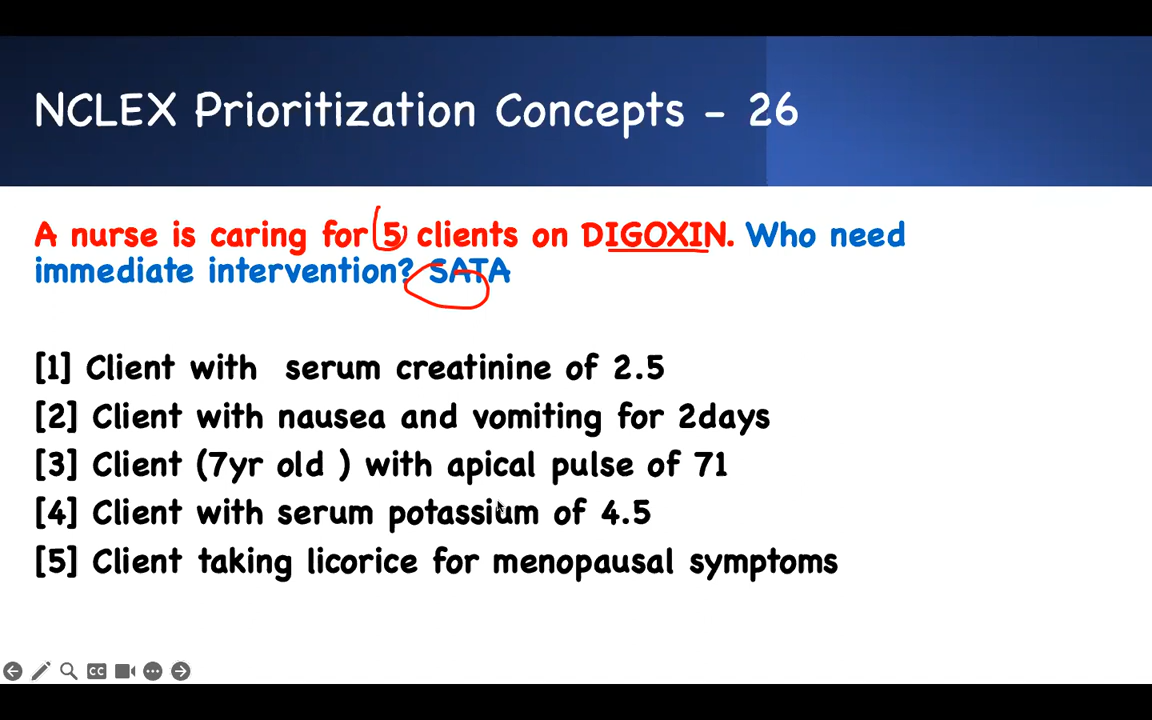 NCLEX Prioritization Concepts - 26
A nurse is caring for 5 clients on DIGOXIN. Who need
immediate intervention? SATA
[1] Client with serum creatinine of 2.5
[2] Client with nausea and vomiting for 2days
[3] Client (7yr old ) with apical pulse of 71
[4] Client with serum potassium of 4.5
[5] Client taking licorice for menopausal symptoms
CC